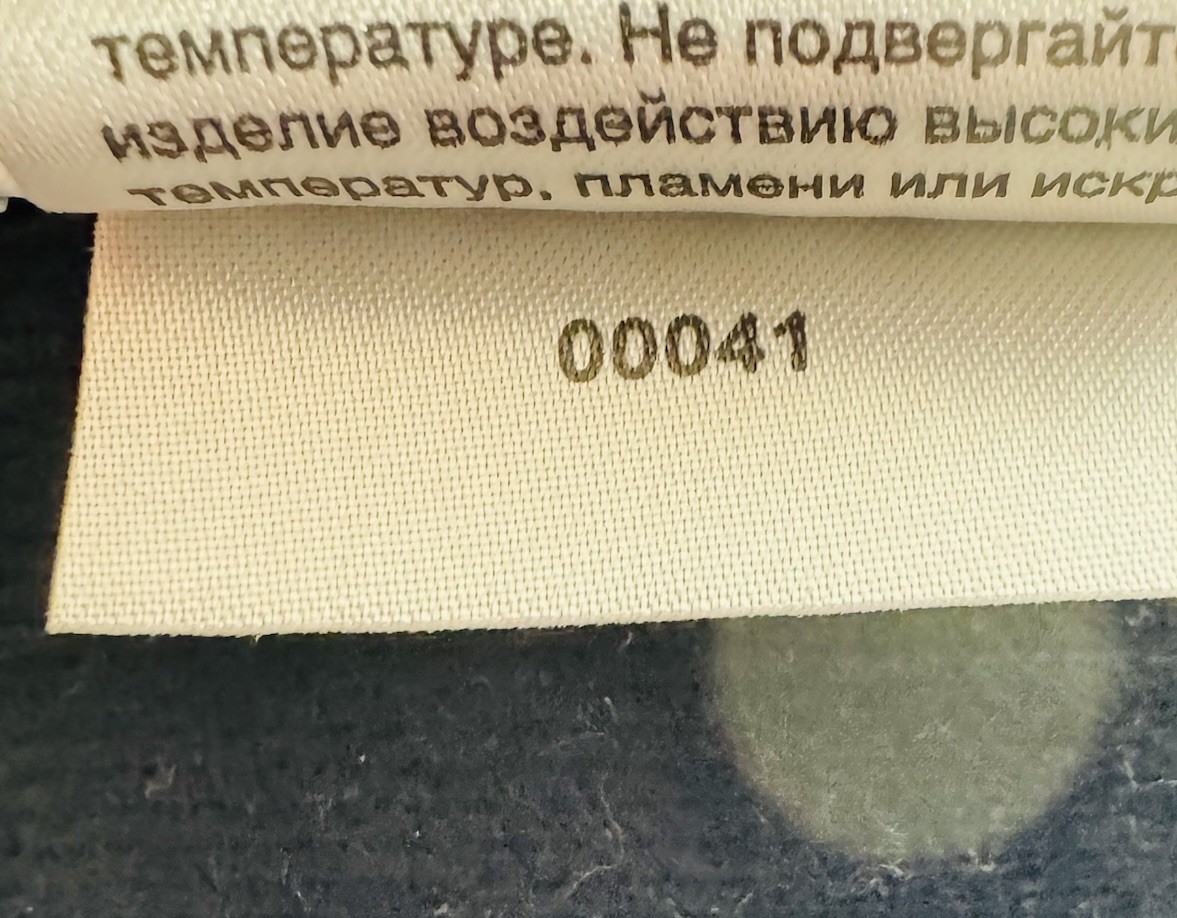 температуре. Не подвергайт
изделие воздействию высоки
температур, пламени или искр
00041